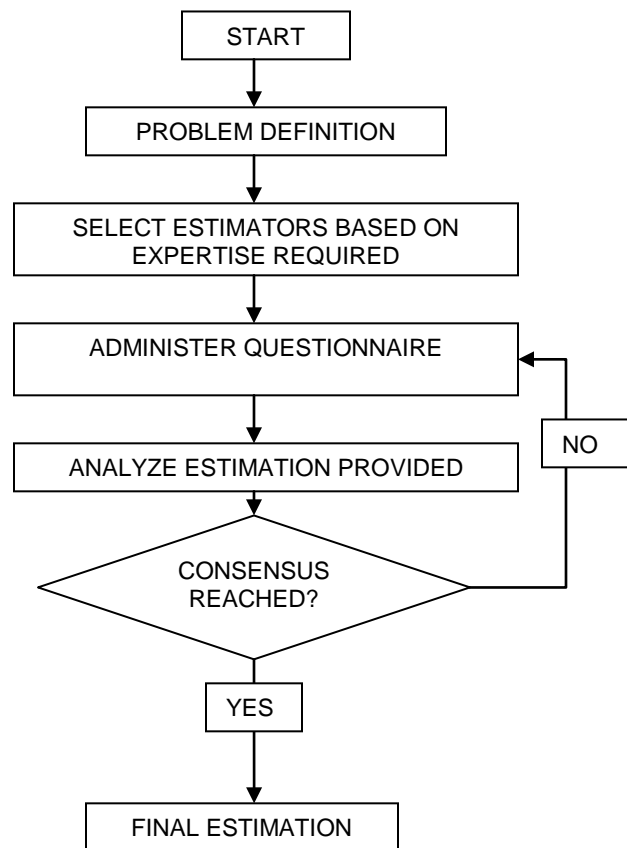 START
PROBLEM DEFINITION
SELECT ESTIMATORS BASED ON
EXPERTISE REQUIRED
ADMINISTER QUESTIONNAIRE
NO
ANALYZE ESTIMATION PROVIDED
CONSENSUS
REACHED?
YES
FINAL ESTIMATION